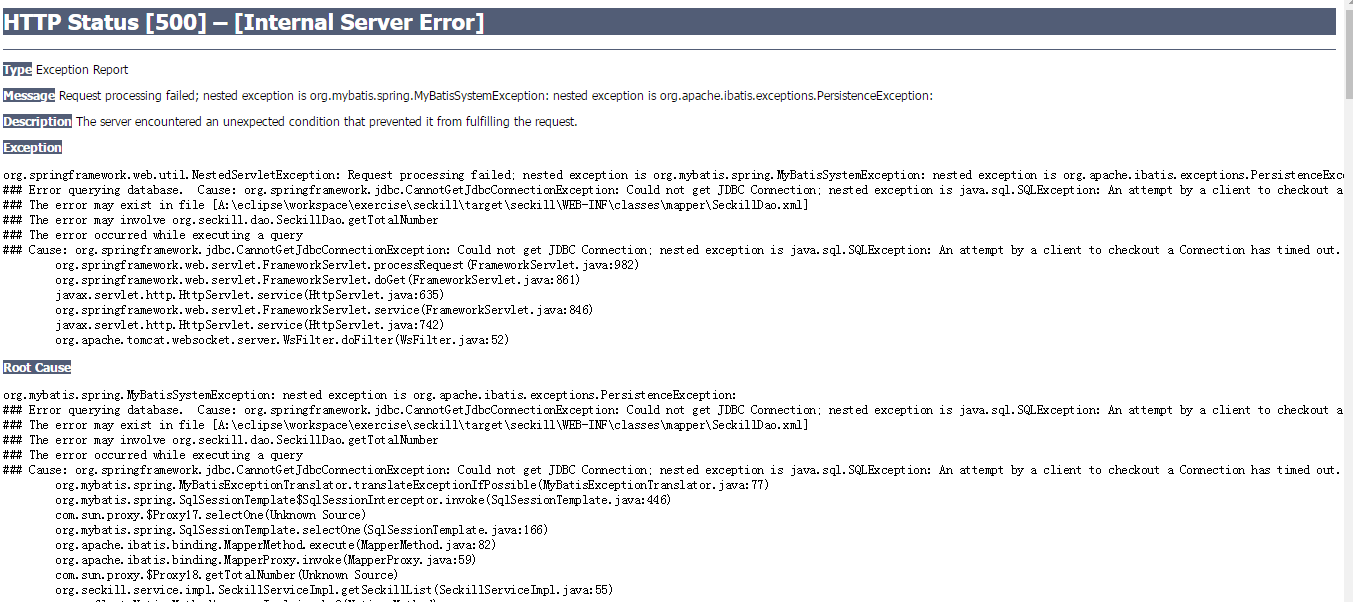 HTTP Status [500] – [Internal Server Error]
Type Exception Report
Message Request processing failed; nested exception is org.mybatis.spring.MyBatisSystemException: nested exception is org.apache.ibatis.exceptions.PersistenceException:
Description The server encountered an unexpected condition that prevented it from fulfilling the request.
Exception
org.springframework.web.util.NestedServletException: Request processing failed; nested exception is org.mybatis.spring.MyBatisSystemException: nested exception is org.apache.ibatis.exceptions.PersistenceExc
### Error querying database.  Cause: org.springframework.jdbc.CannotGetJdbcConnectionException: Could not get JDBC Connection; nested exception is java.sql.SQLException: An attempt by a client to checkout a
### The error may exist in file [A:\eclipse\workspace\exercise\seckill\target\seckill\WEB-INF\classes\mapper\SeckillDao.xml]
### The error may involve org.seckill.dao.SeckillDao.getTotalNumber
### The error occurred while executing a query
### Cause: org.springframework.jdbc.CannotGetJdbcConnectionException: Could not get JDBC Connection; nested exception is java.sql.SQLException: An attempt by a client to checkout a Connection has timed out.
org.springframework.web.servlet.FrameworkServlet.processRequest(FrameworkServlet.java:982)
org.springframework.web.servlet.FrameworkServlet.doGet(FrameworkServlet.java:861)
javax.servlet.http.HttpServlet.service(HttpServlet.java:635)
org.springframework.web.servlet.FrameworkServlet.service(FrameworkServlet.java:846)
javax.servlet.http.HttpServlet.service(HttpServlet.java:742)
org.apache.tomcat.websocket.server.WsFilter.doFilter(WsFilter.java:52)
Root Cause
org.mybatis.spring.MyBatisSystemException: nested exception is org.apache.ibatis.exceptions.PersistenceException:
### Error querying database.  Cause: org.springframework.jdbc.CannotGetJdbcConnectionException: Could not get JDBC Connection; nested exception is java.sql.SQLException: An attempt by a client to checkout a
### The error may exist in file [A:\eclipse\workspace\exercise\seckill\target\seckill\WEB-INF\classes\mapper\SeckillDao.xml]
### The error may involve org.seckill.dao.SeckillDao.getTotalNumber
### The error occurred while executing a query
### Cause: org.springframework.jdbc.CannotGetJdbcConnectionException: Could not get JDBC Connection; nested exception is java.sql.SQLException: An attempt by a client to checkout a Connection has timed out.
org.mybatis.spring.MyBatisExceptionTranslator.translateExceptionIfPossible(MyBatisExceptionTranslator.java:77)
org.mybatis.spring.SqlSessionTemplate$SqlSessionInterceptor.invoke(SqlSessionTemplate.java:446)
com.sun.proxy.$Proxy17.selectOne(Unknown Source)
org.mybatis.spring.SqlSessionTemplate.selectOne(SqlSessionTemplate.java:166)
org.apache.ibatis.binding.MapperMethod.execute(MapperMethod.java:82)
org.apache.ibatis.binding.MapperProxy.invoke(MapperProxy.java:59)
com.sun.proxy.$Proxy18.getTotalNumber(Unknown Source)
org.seckill.service.impl.SeckillServiceImpl.getSeckillList(SeckillServiceImpl.java:55)